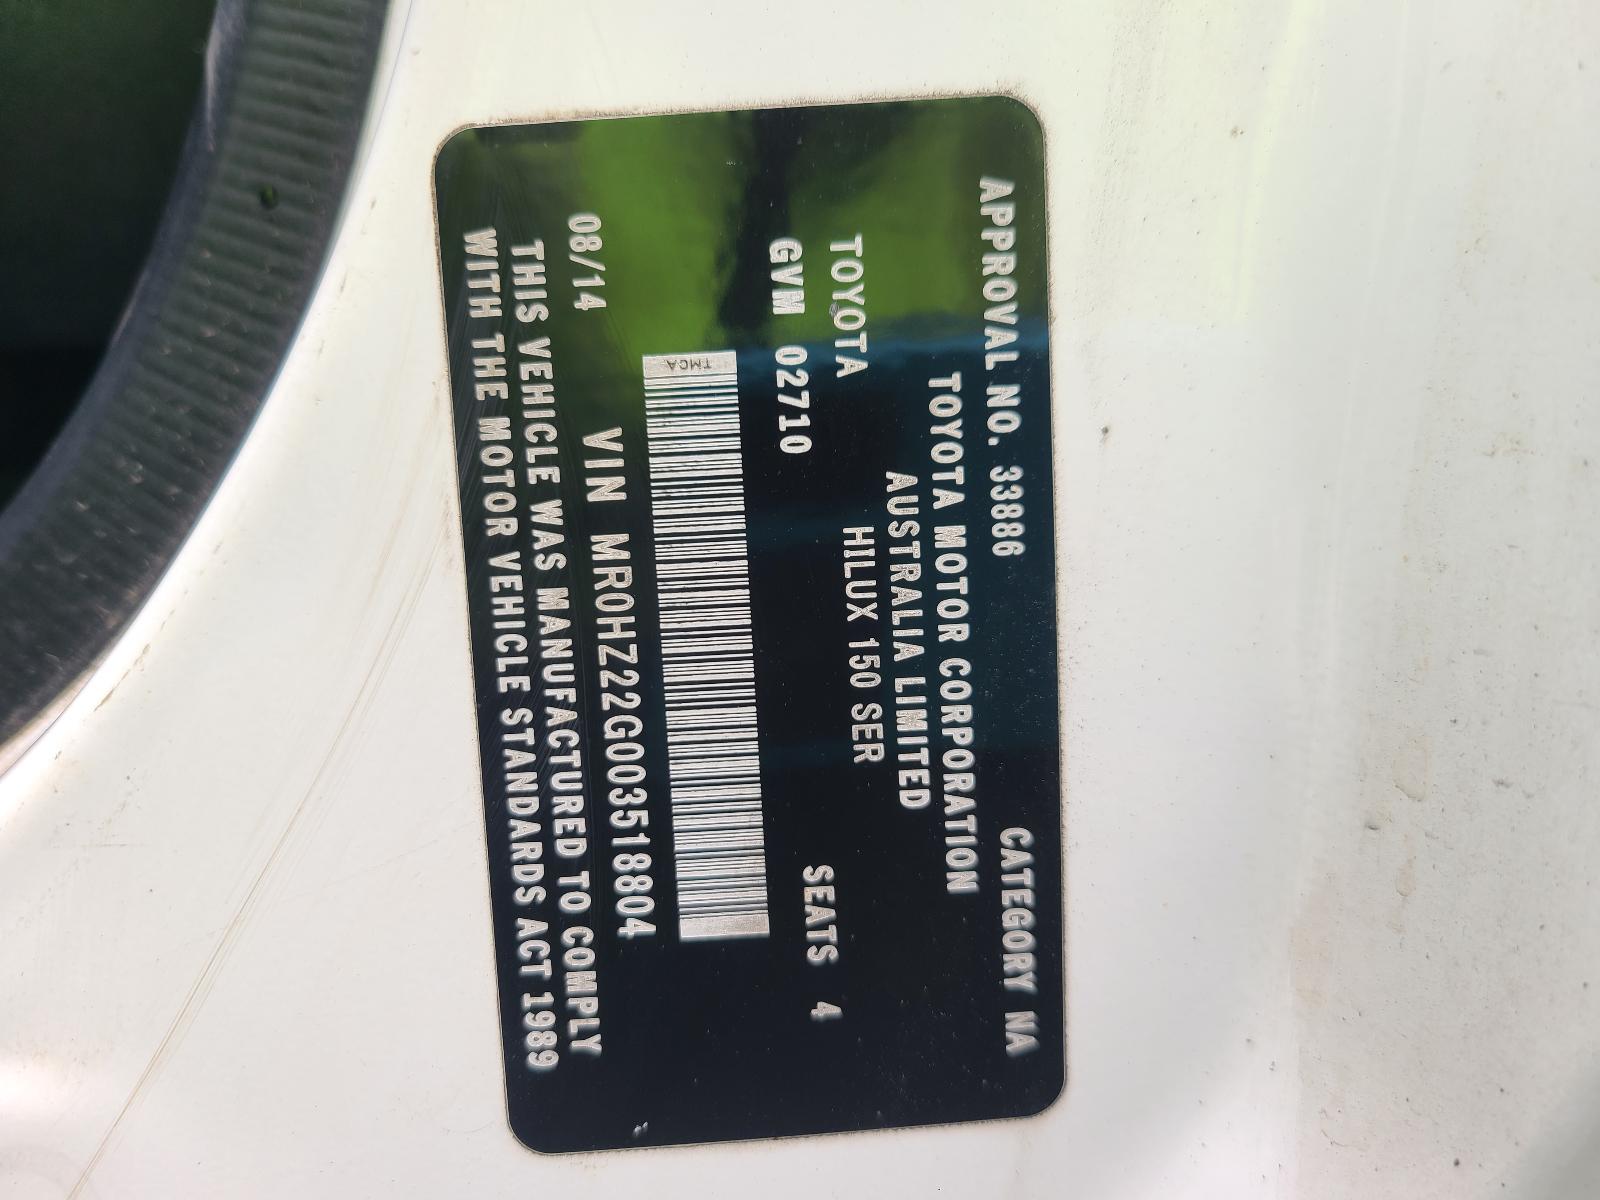 APPROVAL NO. 33886 CATEGORY NA
TOYOTA MOTOR CORPORATION
AUSTRALIA LIMITED
TOYOTA HILUX 150 SER
GVM 02710 SEATS 4
TMCA
08/14 VIN MR0HZ22G003518804
THIS VEHICLE WAS MANUFACTURED TO COMPLY
WITH THE MOTOR VEHICLE STANDARDS ACT 1989